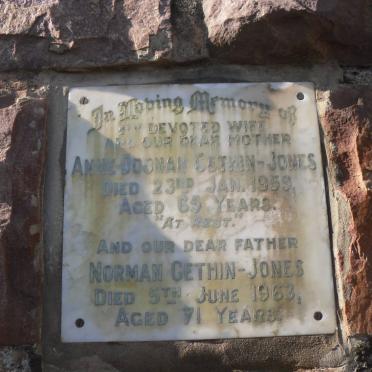 In Loving Memory of
MY DEVOTED WIFE
AND OUR DEAR MOTHER
ANNE DOONAN GETHIN-JONES
DIED 23RD JAN. 1959,
AGED 69 YEARS.
"AT REST."
AND OUR DEAR FATHER
NORMAN GETHIN-JONES
DIED 5TH JUNE 1963,
AGED 71 YEARS.